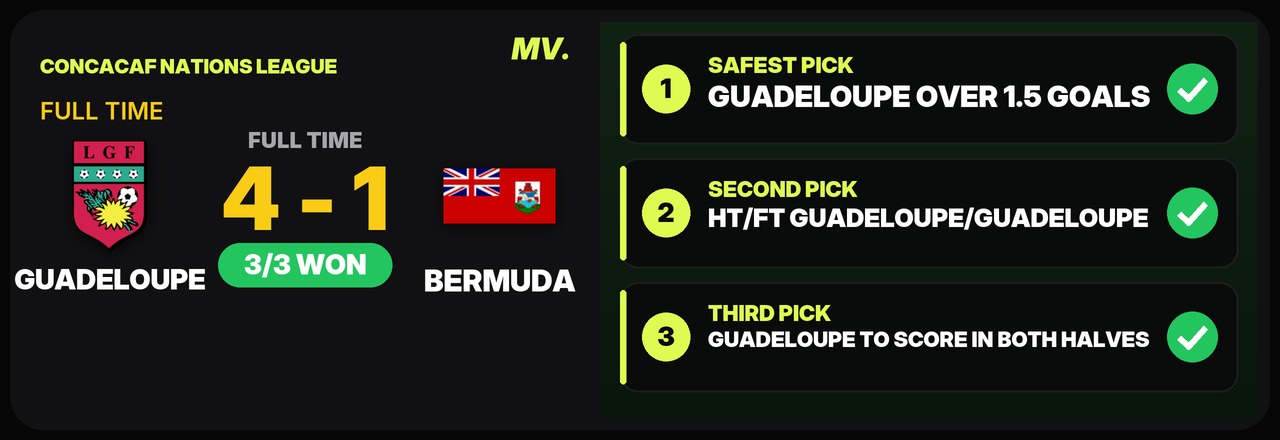 MV.
CONCACAF NATIONS LEAGUE
FULL TIME
L G F
FULL TIME
4 - 1
3/3 WON
GUADELOUPE
BERMUDA
1
SAFEST PICK
GUADELOUPE OVER 1.5 GOALS
2
SECOND PICK
HT/FT GUADELOUPE/GUADELOUPE
3
THIRD PICK
GUADELOUPE TO SCORE IN BOTH HALVES